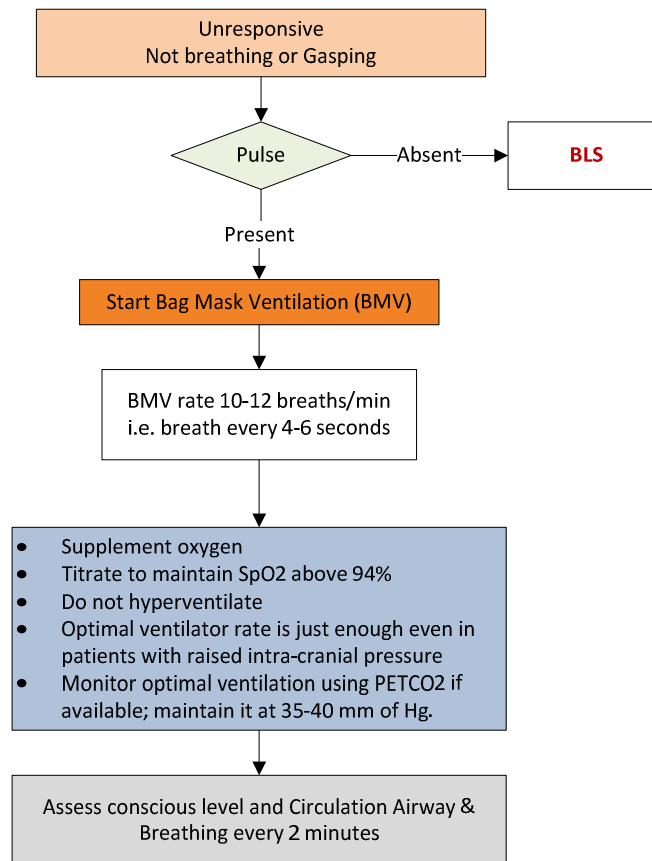 Unresponsive
Not breathing or Gasping
Pulse
Absent
BLS
Present
Start Bag Mask Ventilation (BMV)
BMV rate 10-12 breaths/min
i.e. breath every 4-6 seconds
• Supplement oxygen
• Titrate to maintain SpO2 above 94%
• Do not hyperventilate
• Optimal ventilator rate is just enough even in
patients with raised intra-cranial pressure
• Monitor optimal ventilation using PETCO2 if
available; maintain it at 35-40 mm of Hg.
Assess conscious level and Circulation Airway &
Breathing every 2 minutes